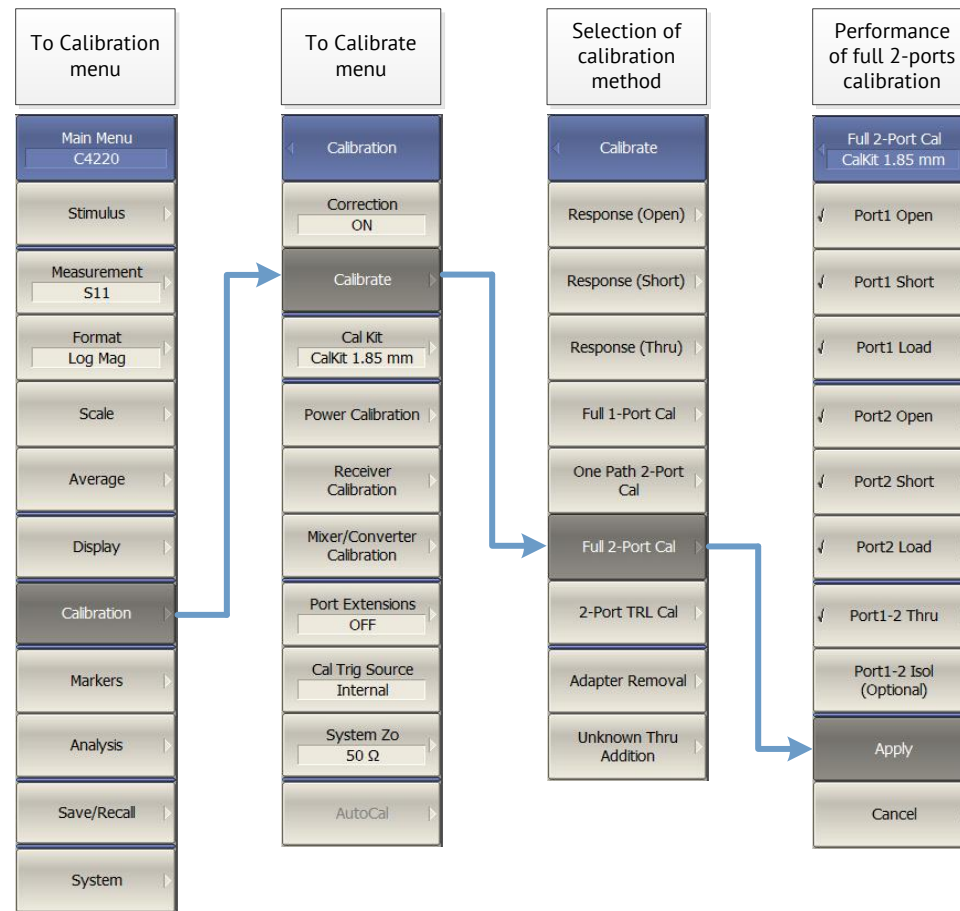 To Calibration
menu
Main Menu
C4220
Stimulus
Measurement
S11
Format
Log Mag
Scale
Average
Display
Calibration
Markers
Analysis
Save/Recall
System
To Calibrate
menu
Calibration
Correction
ON
Calibrate
Cal Kit
CalKit 1.85 mm
Power Calibration
Receiver
Calibration
Mixer/Converter
Calibration
Port Extensions
OFF
Cal Trig Source
Internal
System Zo
50 Ω
AutoCal
Selection of
calibration
method
Calibrate
Response (Open)
Response (Short)
Response (Thru)
Full 1-Port Cal
One Path 2-Port
Cal
Full 2-Port Cal
2-Port TRL Cal
Adapter Removal
Unknown Thru
Addition
Performance
of full 2-ports
calibration
Full 2-Port Cal
CalKit 1.85 mm
√ Port1 Open
√ Port1 Short
√ Port1 Load
√ Port2 Open
√ Port2 Short
√ Port2 Load
√ Port1-2 Thru
Port1-2 Isol
(Optional)
Apply
Cancel